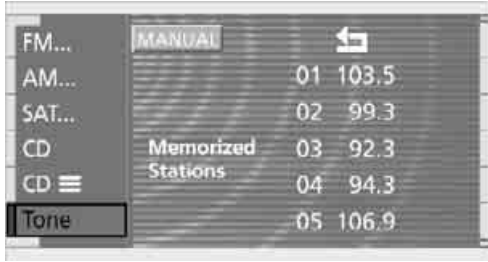 FM...
AM...
SAT...
CD
CD
Tone
MANUAL
Memorized
Stations
01 103.5
02 99.3
03 92.3
04 94.3
05 106.9